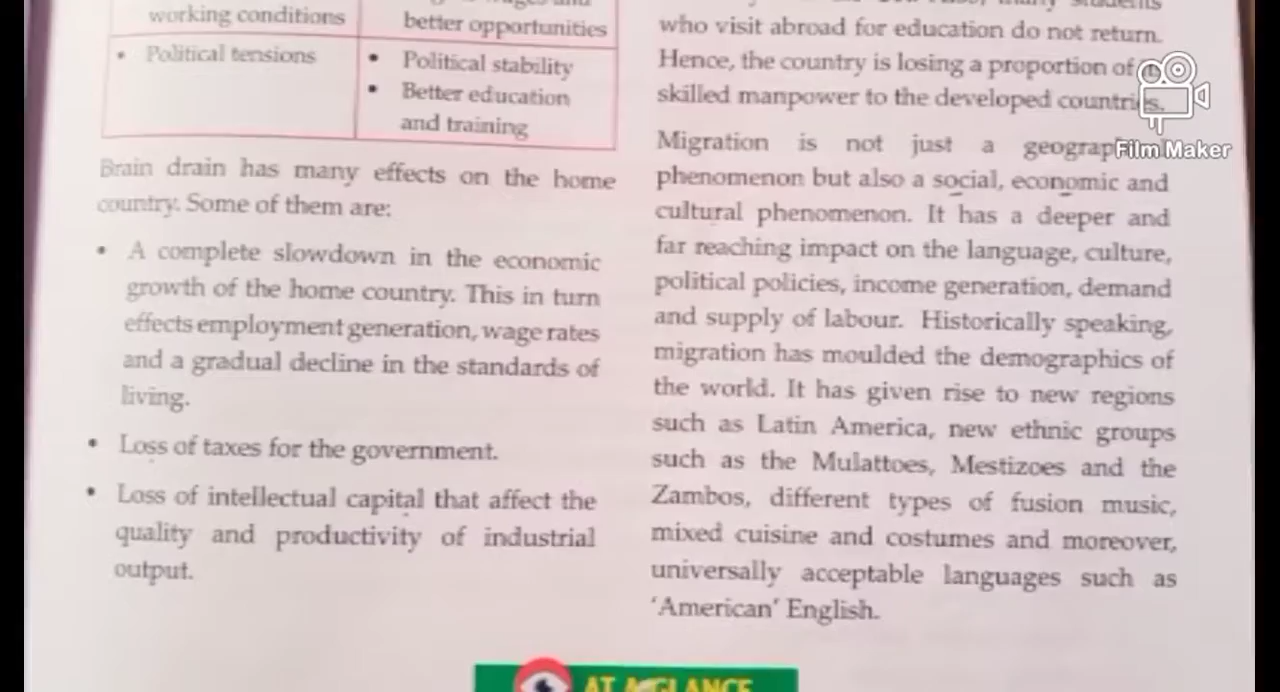 working conditions
better opportunities
• Political tensions
• Political stability
• Better education
and training
Brain drain has many effects on the home
country. Some of them are:
• A complete slowdown in the economic
growth of the home country. This in turn
effects employment generation, wage rates
and a gradual decline in the standards of
living.
• Loss of taxes for the government.
• Loss of intellectual capital that affect the
quality and productivity of industrial
output.
who visit abroad for education do not return.
Hence, the country is losing a proportion of
skilled manpower to the developed countries.
Migration is not just a
phenomenon but also a social, economic and
cultural phenomenon. It has a deeper and
far reaching impact on the language, culture,
political policies, income generation, demand
and supply of labour. Historically speaking,
migration has moulded the demographics of
the world. It has given rise to new regions
such as Latin America, new ethnic groups
such as the Mulattoes, Mestizoes and the
Zambos, different types of fusion music,
mixed cuisine and costumes and moreover,
universally acceptable languages such as
'American' English.
Film Maker
AT A GLANCE